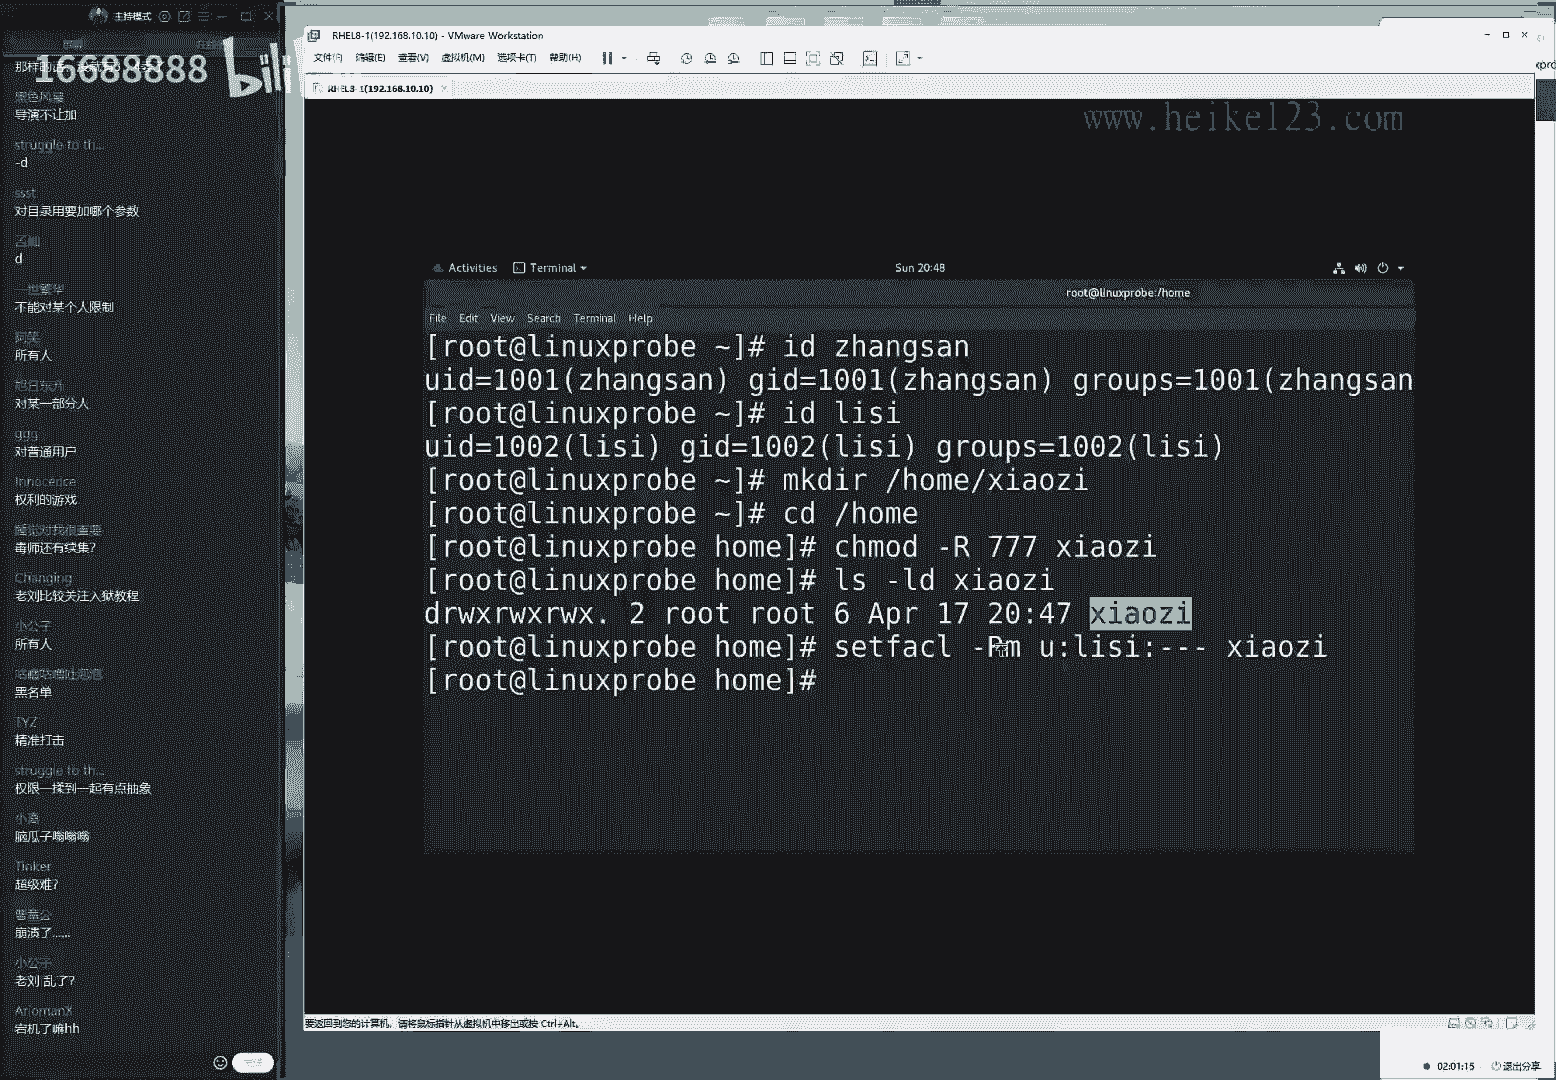 主持模式
16688888
bili
黑色风暴
导演不让加
struggle to th...
-d
ssst
对目录用要加哪个参数
d
一世繁华
不能对某个人限制
阿笑
所有人
旭日东升
对某一部分人
ggg
对普通用户
Innocence
权利的游戏
睡觉对我很重要
毒师还有续集?
Changing
老刘比较关注入狱教程
小公子
所有人
黑名单
TYZ
精准打击
struggle to th...
权限一揉到一起有点抽象
脑瓜子嗡嗡嗡
Tinker
超级难?
崩溃了......
小公子
老刘 乱了?
AriomanX
宕机了嘛hh
RHEL8-1(192.168.10.10) - VMware Workstation
文件(F) 编辑(E) 查看(V) 虚拟机(M) 选项卡(T) 帮助(H)
RHEL8-1(192.168.10.10)
www.heike123.com
Activities Terminal Sun 20:48
root@linuxprobe:/home
File Edit View Search Terminal Help
[root@linuxprobe ~]# id zhangsan
uid=1001(zhangsan) gid=1001(zhangsan) groups=1001(zhangsan
[root@linuxprobe ~]# id lisi
uid=1002(lisi) gid=1002(lisi) groups=1002(lisi)
[root@linuxprobe ~]# mkdir /home/xiaozi
[root@linuxprobe ~]# cd /home
[root@linuxprobe home]# chmod -R 777 xiaozi
[root@linuxprobe home]# ls -ld xiaozi
drwxrwxrwx. 2 root root 6 Apr 17 20:47 xiaozi
[root@linuxprobe home]# setfacl -Rm u:lisi:--- xiaozi
[root@linuxprobe home]#
要返回到您的计算机，请将鼠标指针从虚拟机中移出或按 Ctrl+Alt。
02:01:15 退出分享